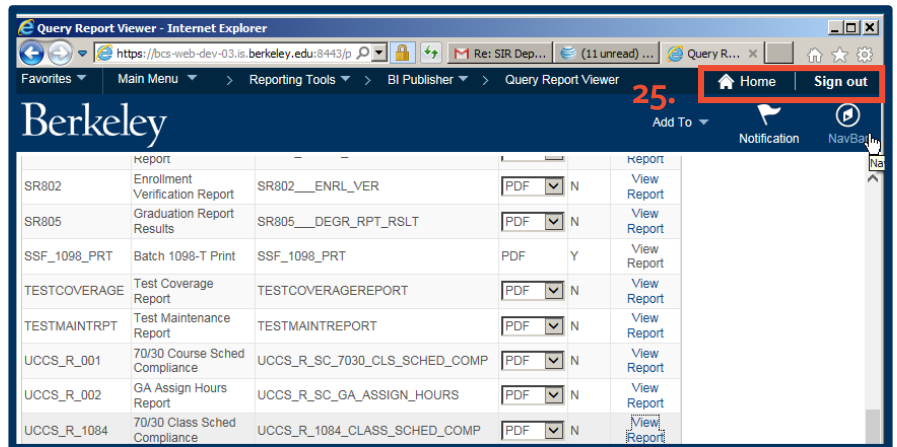 Query Report Viewer - Internet Explorer
https://bcs-web-dev-03.is.berkeley.edu:8443/p
Re: SIR Dep...
(11 unread) ...
Query R...
Favorites Main Menu > Reporting Tools > BI Publisher > Query Report Viewer
25.
Home | Sign out
Berkeley
Add To
Notification
NavBar
Report Report
SR802 Enrollment Verification Report SR802___ENRL_VER PDF N View Report
SR805 Graduation Report Results SR805___DEGR_RPT_RSLT PDF N View Report
SSF_1098_PRT Batch 1098-T Print SSF_1098_PRT PDF Y View Report
TESTCOVERAGE Test Coverage Report TESTCOVERAGEREPORT PDF N View Report
TESTMAINTRPT Test Maintenance Report TESTMAINTREPORT PDF N View Report
UCCS_R_001 70/30 Course Sched Compliance UCCS_R_SC_7030_CLS_SCHED_COMP PDF N View Report
UCCS_R_002 GA Assign Hours Report UCCS_R_SC_GA_ASSIGN_HOURS PDF N View Report
UCCS_R_1084 70/30 Class Sched Compliance UCCS_R_1084_CLASS_SCHED_COMP PDF N View Report